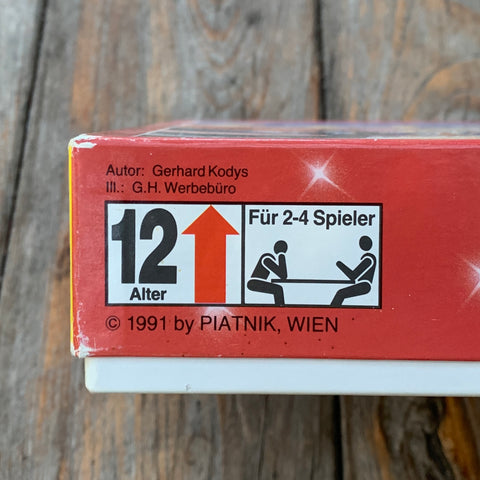 Autor: Gerhard Kodys
Ill.: G.H. Werbebüro
12
Alter
Für 2-4 Spieler
© 1991 by PIATNIK, WIEN